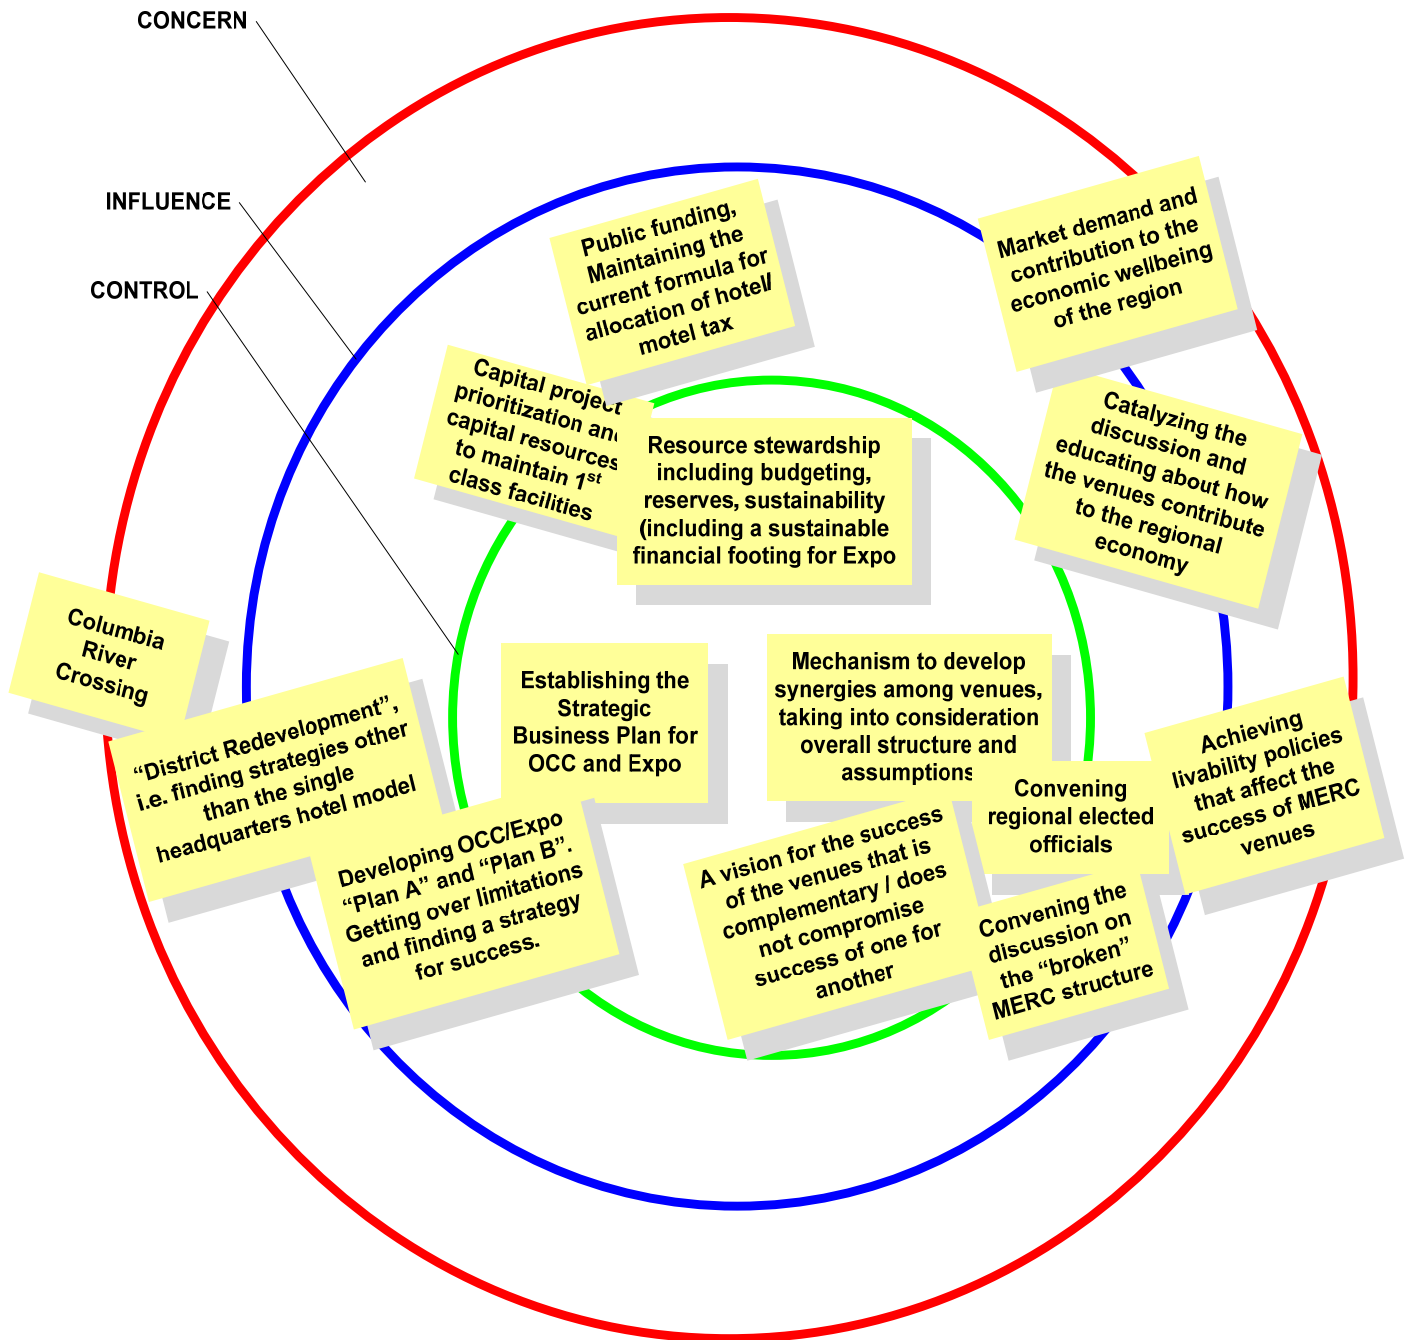 CONCERN
INFLUENCE
CONTROL
Public funding,
Maintaining the
current formula for
allocation of hotel/
motel tax
Market demand and
contribution to the
economic wellbeing
of the region
Capital project
prioritization and
capital resources
to maintain 1st
class facilities
Resource stewardship
including budgeting,
reserves, sustainability
(including a sustainable
financial footing for Expo
Catalyzing the
discussion and
educating about how
the venues contribute
to the regional
economy
Columbia
River
Crossing
“District Redevelopment”,
i.e. finding strategies other
than the single
headquarters hotel model
Establishing the
Strategic
Business Plan for
OCC and Expo
Mechanism to develop
synergies among venues,
taking into consideration
overall structure and
assumptions
Achieving
livability policies
that affect the
success of MERC
venues
Convening
regional elected
officials
Developing OCC/Expo
“Plan A” and “Plan B”.
Getting over limitations
and finding a strategy
for success.
A vision for the success
of the venues that is
complementary / does
not compromise
success of one for
another
Convening the
discussion on
the “broken”
MERC structure